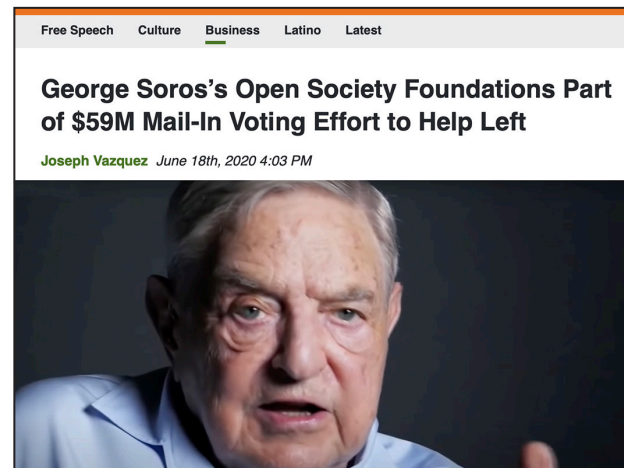 Free Speech Culture Business Latino Latest
George Soros's Open Society Foundations Part
of $59M Mail-In Voting Effort to Help Left
Joseph Vazquez June 18th, 2020 4:03 PM